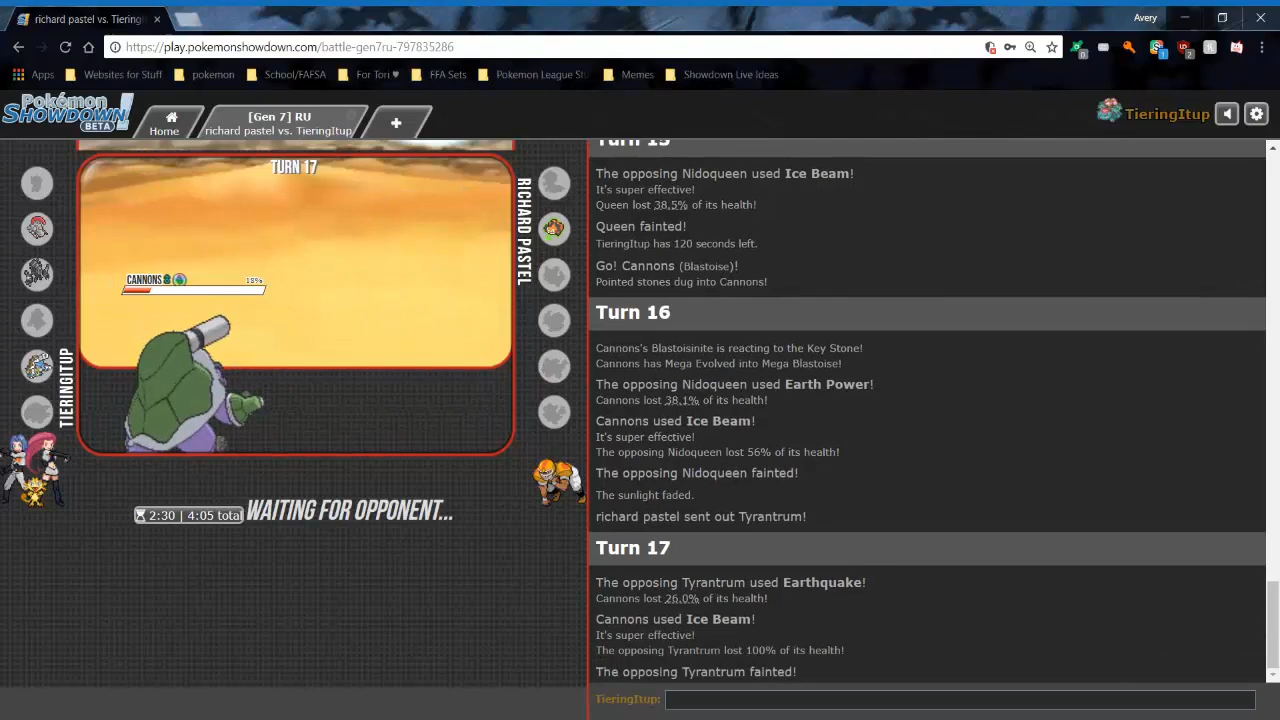 richard pastel vs. Tiering
Avery
https://play.pokemonshowdown.com/battle-gen7ru-797835286
Apps
Websites for Stuff
pokemon
School/FAFSA
For Tori ♥
FFA Sets
Pokemon League Stu
Memes
Showdown Live Ideas
Pokémon
SHOWDOWN!
BETA
Home
[Gen 7] RU
richard pastel vs. TieringItup
TieringItup
TURN 17
RICHARD PASTEL
TIERINGITUP
CANNONS
18%
2:30 | 4:05 total
WAITING FOR OPPONENT...
Turn 15
The opposing Nidoqueen used Ice Beam!
It's super effective!
Queen lost 38.5% of its health!
Queen fainted!
TieringItup has 120 seconds left.
Go! Cannons (Blastoise)!
Pointed stones dug into Cannons!
Turn 16
Cannons's Blastoisinite is reacting to the Key Stone!
Cannons has Mega Evolved into Mega Blastoise!
The opposing Nidoqueen used Earth Power!
Cannons lost 38.1% of its health!
Cannons used Ice Beam!
It's super effective!
The opposing Nidoqueen lost 56% of its health!
The opposing Nidoqueen fainted!
The sunlight faded.
richard pastel sent out Tyrantrum!
Turn 17
The opposing Tyrantrum used Earthquake!
Cannons lost 26.0% of its health!
Cannons used Ice Beam!
It's super effective!
The opposing Tyrantrum lost 100% of its health!
The opposing Tyrantrum fainted!
TieringItup: